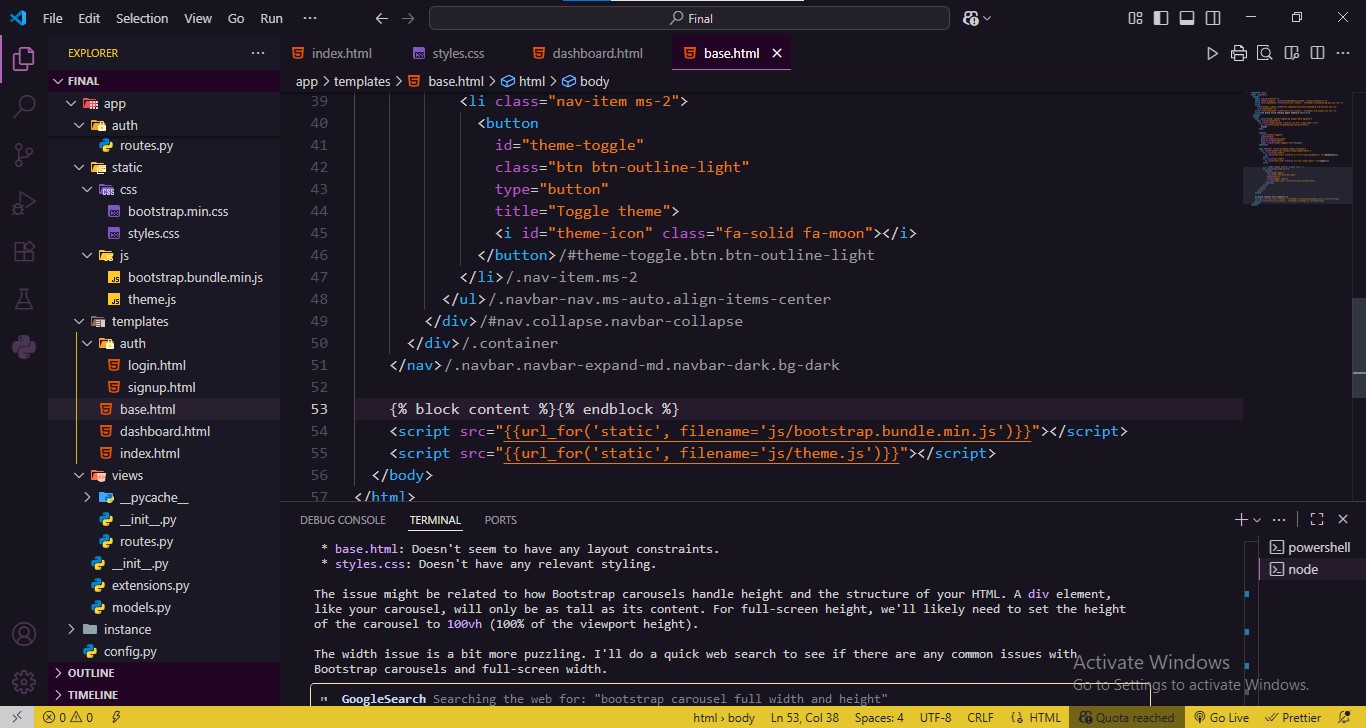 File Edit Selection View Go Run ··· Final
EXPLORER ···
index.html styles.css dashboard.html base.html
FINAL
app > templates > base.html > html > body
app
auth
routes.py
static
css
bootstrap.min.css
styles.css
js
bootstrap.bundle.min.js
theme.js
templates
auth
login.html
signup.html
base.html
dashboard.html
index.html
views
__pycache__
__init__.py
routes.py
__init__.py
extensions.py
models.py
instance
config.py
OUTLINE
TIMELINE
39 <li class="nav-item ms-2">
40 <button
41 id="theme-toggle"
42 class="btn btn-outline-light"
43 type="button"
44 title="Toggle theme">
45 <i id="theme-icon" class="fa-solid fa-moon"></i>
46 </button>/#theme-toggle.btn.btn-outline-light
47 </li>/.nav-item.ms-2
48 </ul>/.navbar-nav.ms-auto.align-items-center
49 </div>/#nav.collapse.navbar-collapse
50 </div>/.container
51 </nav>/.navbar.navbar-expand-md.navbar-dark.bg-dark
52
53 {% block content %}{% endblock %}
54 <script src="{{url_for('static', filename='js/bootstrap.bundle.min.js')}}"></script>
55 <script src="{{url_for('static', filename='js/theme.js')}}"></script>
56 </body>
57 </html>
DEBUG CONSOLE TERMINAL PORTS
* base.html: Doesn't seem to have any layout constraints.
* styles.css: Doesn't have any relevant styling.
The issue might be related to how Bootstrap carousels handle height and the structure of your HTML. A div element,
like your carousel, will only be as tall as its content. For full-screen height, we'll likely need to set the height
of the carousel to 100vh (100% of the viewport height).
The width issue is a bit more puzzling. I'll do a quick web search to see if there are any common issues with
Bootstrap carousels and full-screen width.
GoogleSearch Searching the web for: "bootstrap carousel full width and height"
powershell
node
Activate Windows
Go to Settings to activate Windows.
0 0 html > body Ln 53, Col 38 Spaces: 4 UTF-8 CRLF HTML Quota reached Go Live Prettier